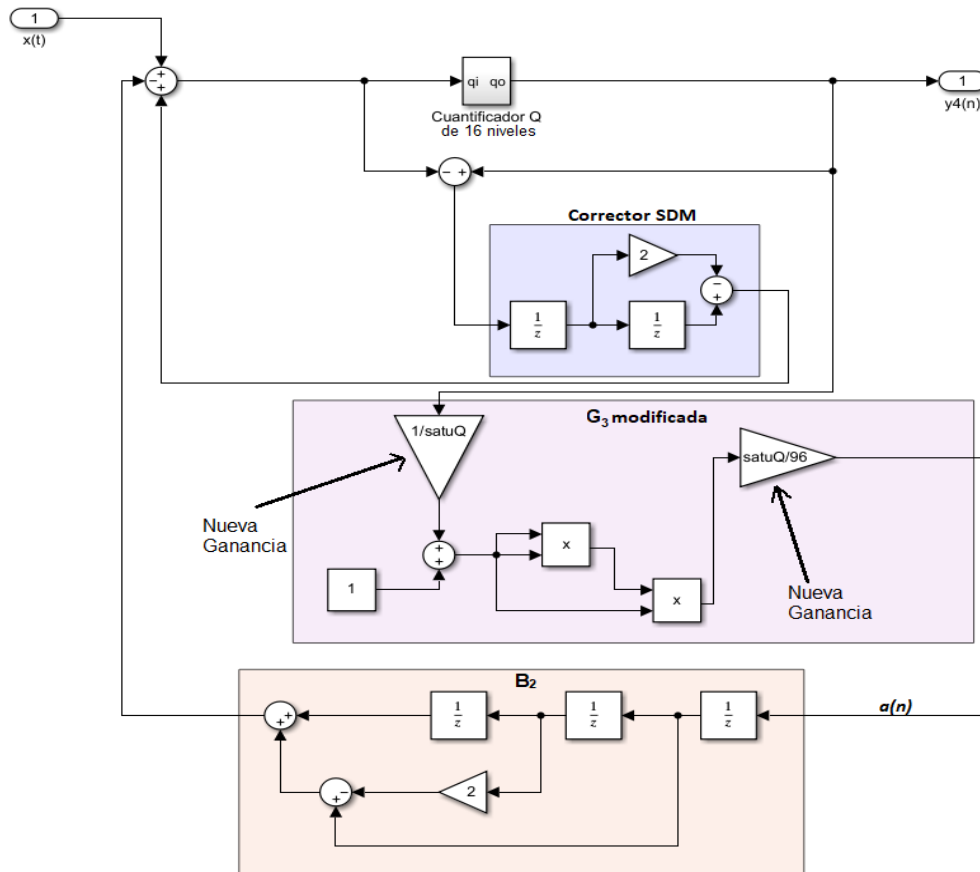 1
x(t)
qi qo
Cuantificador Q
de 16 niveles
1
y4(n)
Corrector SDM
2
1/z
1/z
G₃ modificada
1/satuQ
satuQ/96
Nueva
Ganancia
x
1
x
Nueva
Ganancia
B₂
1/z
1/z
1/z
a(n)
2